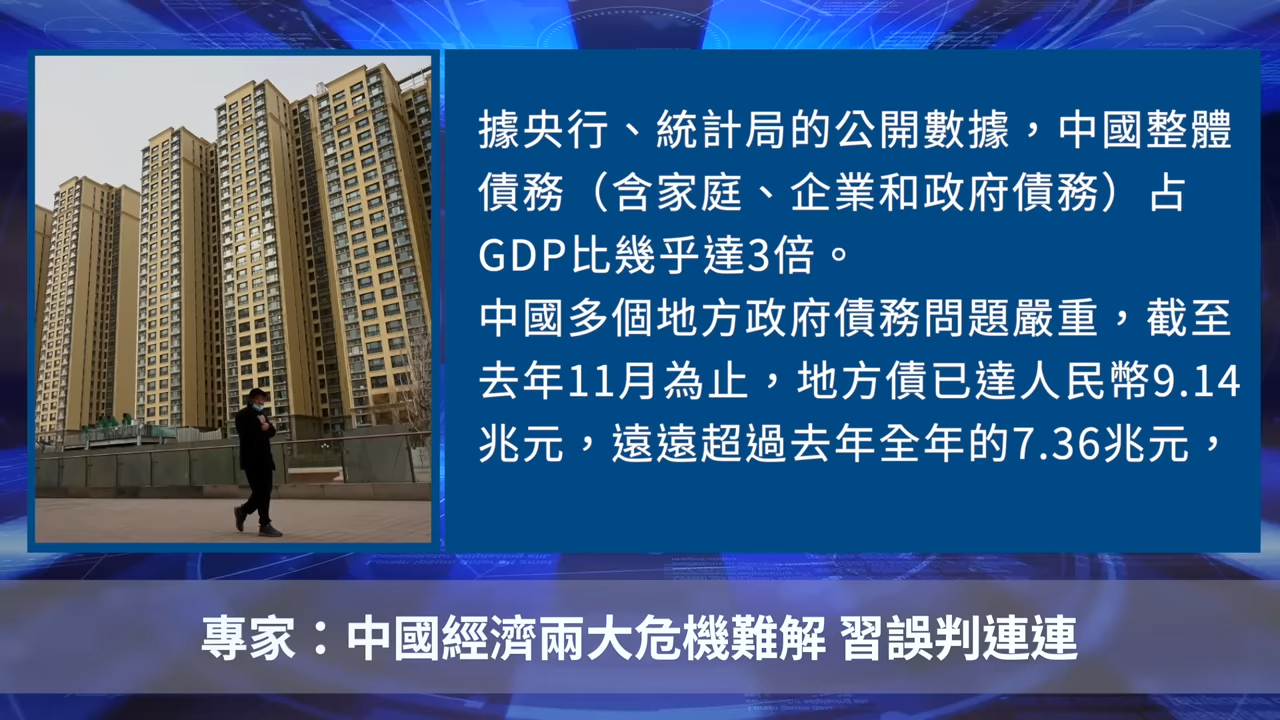 據央行、統計局的公開數據，中國整體
債務（含家庭、企業和政府債務）占
GDP比幾乎達3倍。
中國多個地方政府債務問題嚴重，截至
去年11月為止，地方債已達人民幣9.14
兆元，遠遠超過去年全年的7.36兆元，
專家：中國經濟兩大危機難解 習誤判連連